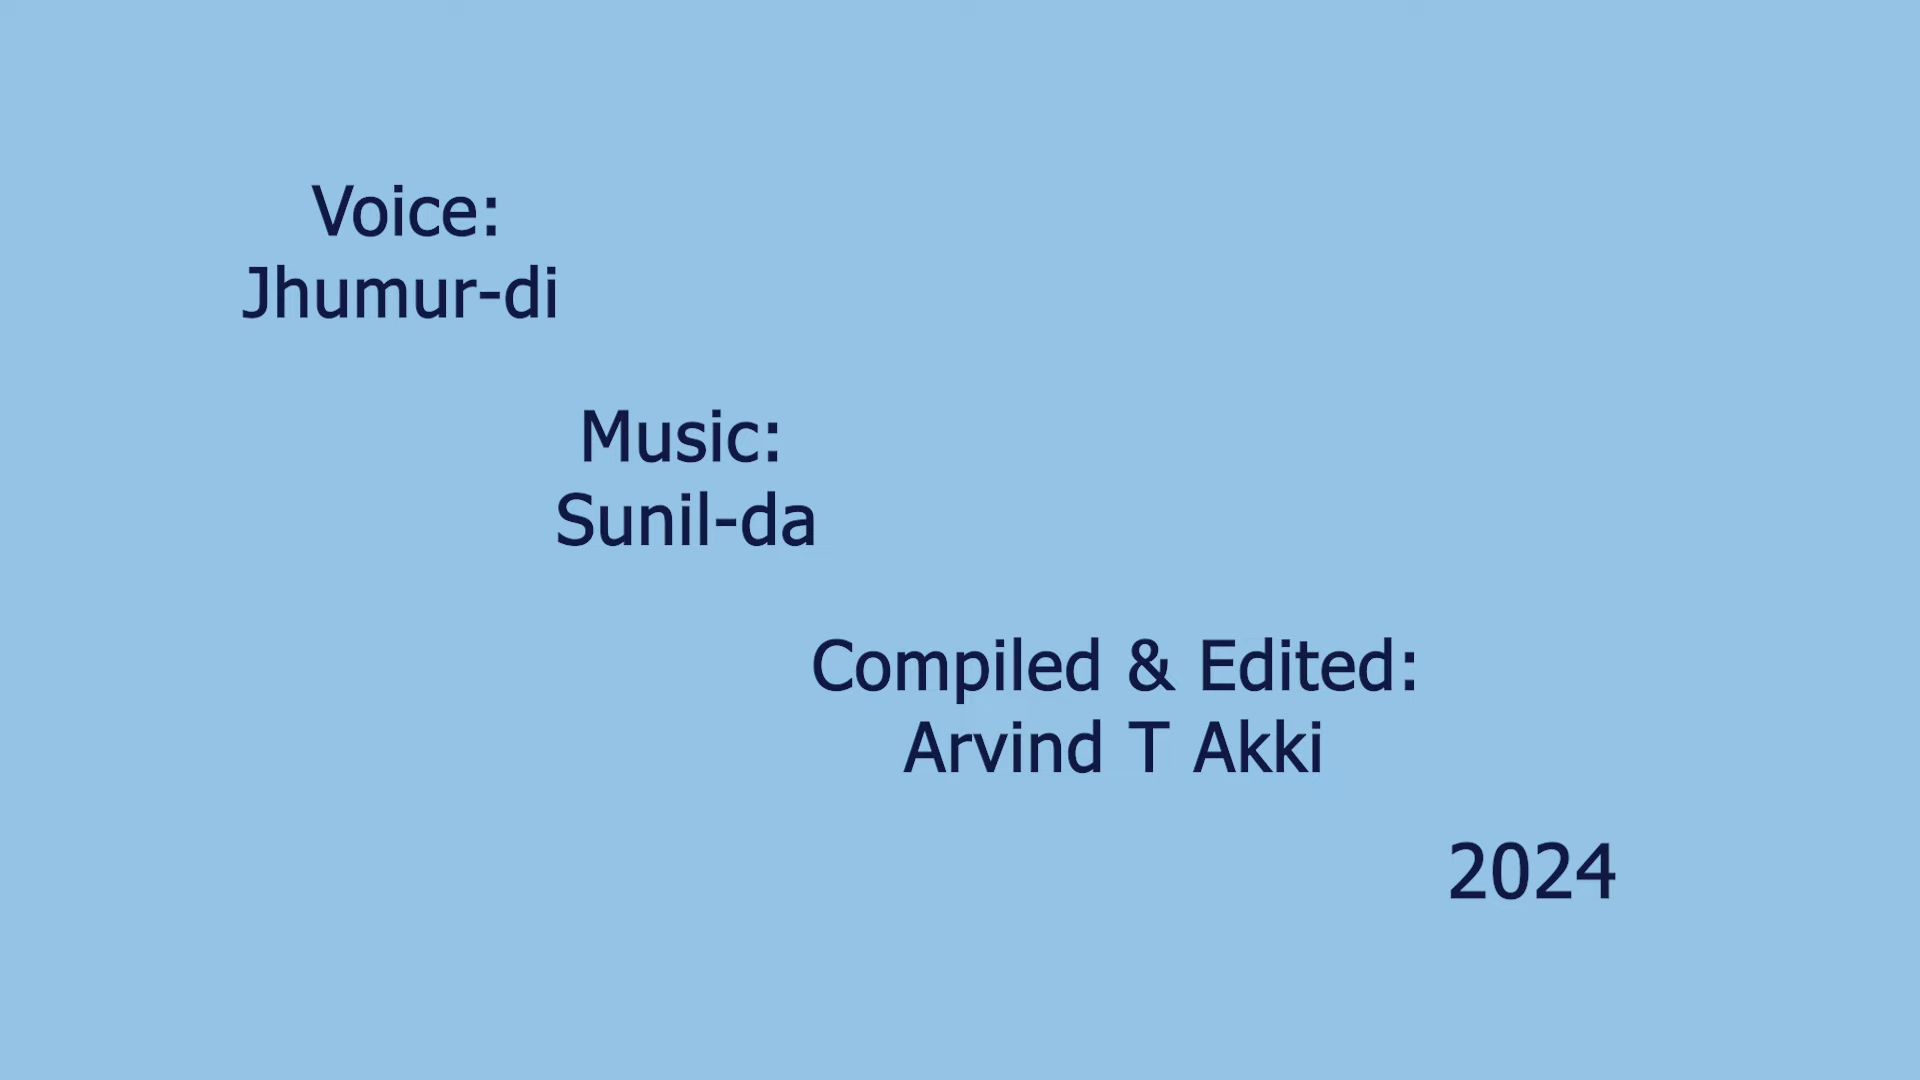 Voice:
Jhumur-di
Music:
Sunil-da
Compiled & Edited:
Arvind T Akki
2024